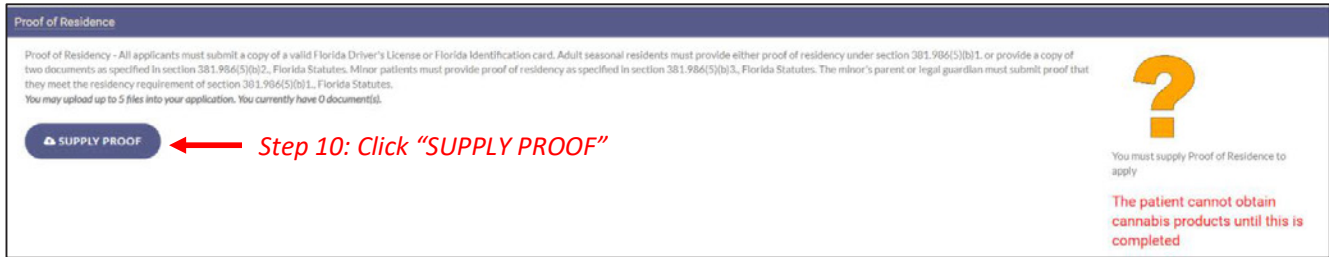 Proof of Residence
Proof of Residency - All applicants must submit a copy of a valid Florida Driver's License or Florida Identification card. Adult seasonal residents must provide either proof of residency under section 381.986(5)(b)1. or provide a copy of
two documents as specified in section 381.986(5)(b)2., Florida Statutes. Minor patients must provide proof of residency as specified in section 381.986(5)(b)3., Florida Statutes. The minor's parent or legal guardian must submit proof that
they meet the residency requirement of section 381.986(5)(b)1., Florida Statutes.
You may upload up to 5 files into your application. You currently have 0 document(s).
SUPPLY PROOF
Step 10: Click “SUPPLY PROOF”
?
You must supply Proof of Residence to
apply
The patient cannot obtain
cannabis products until this is
completed